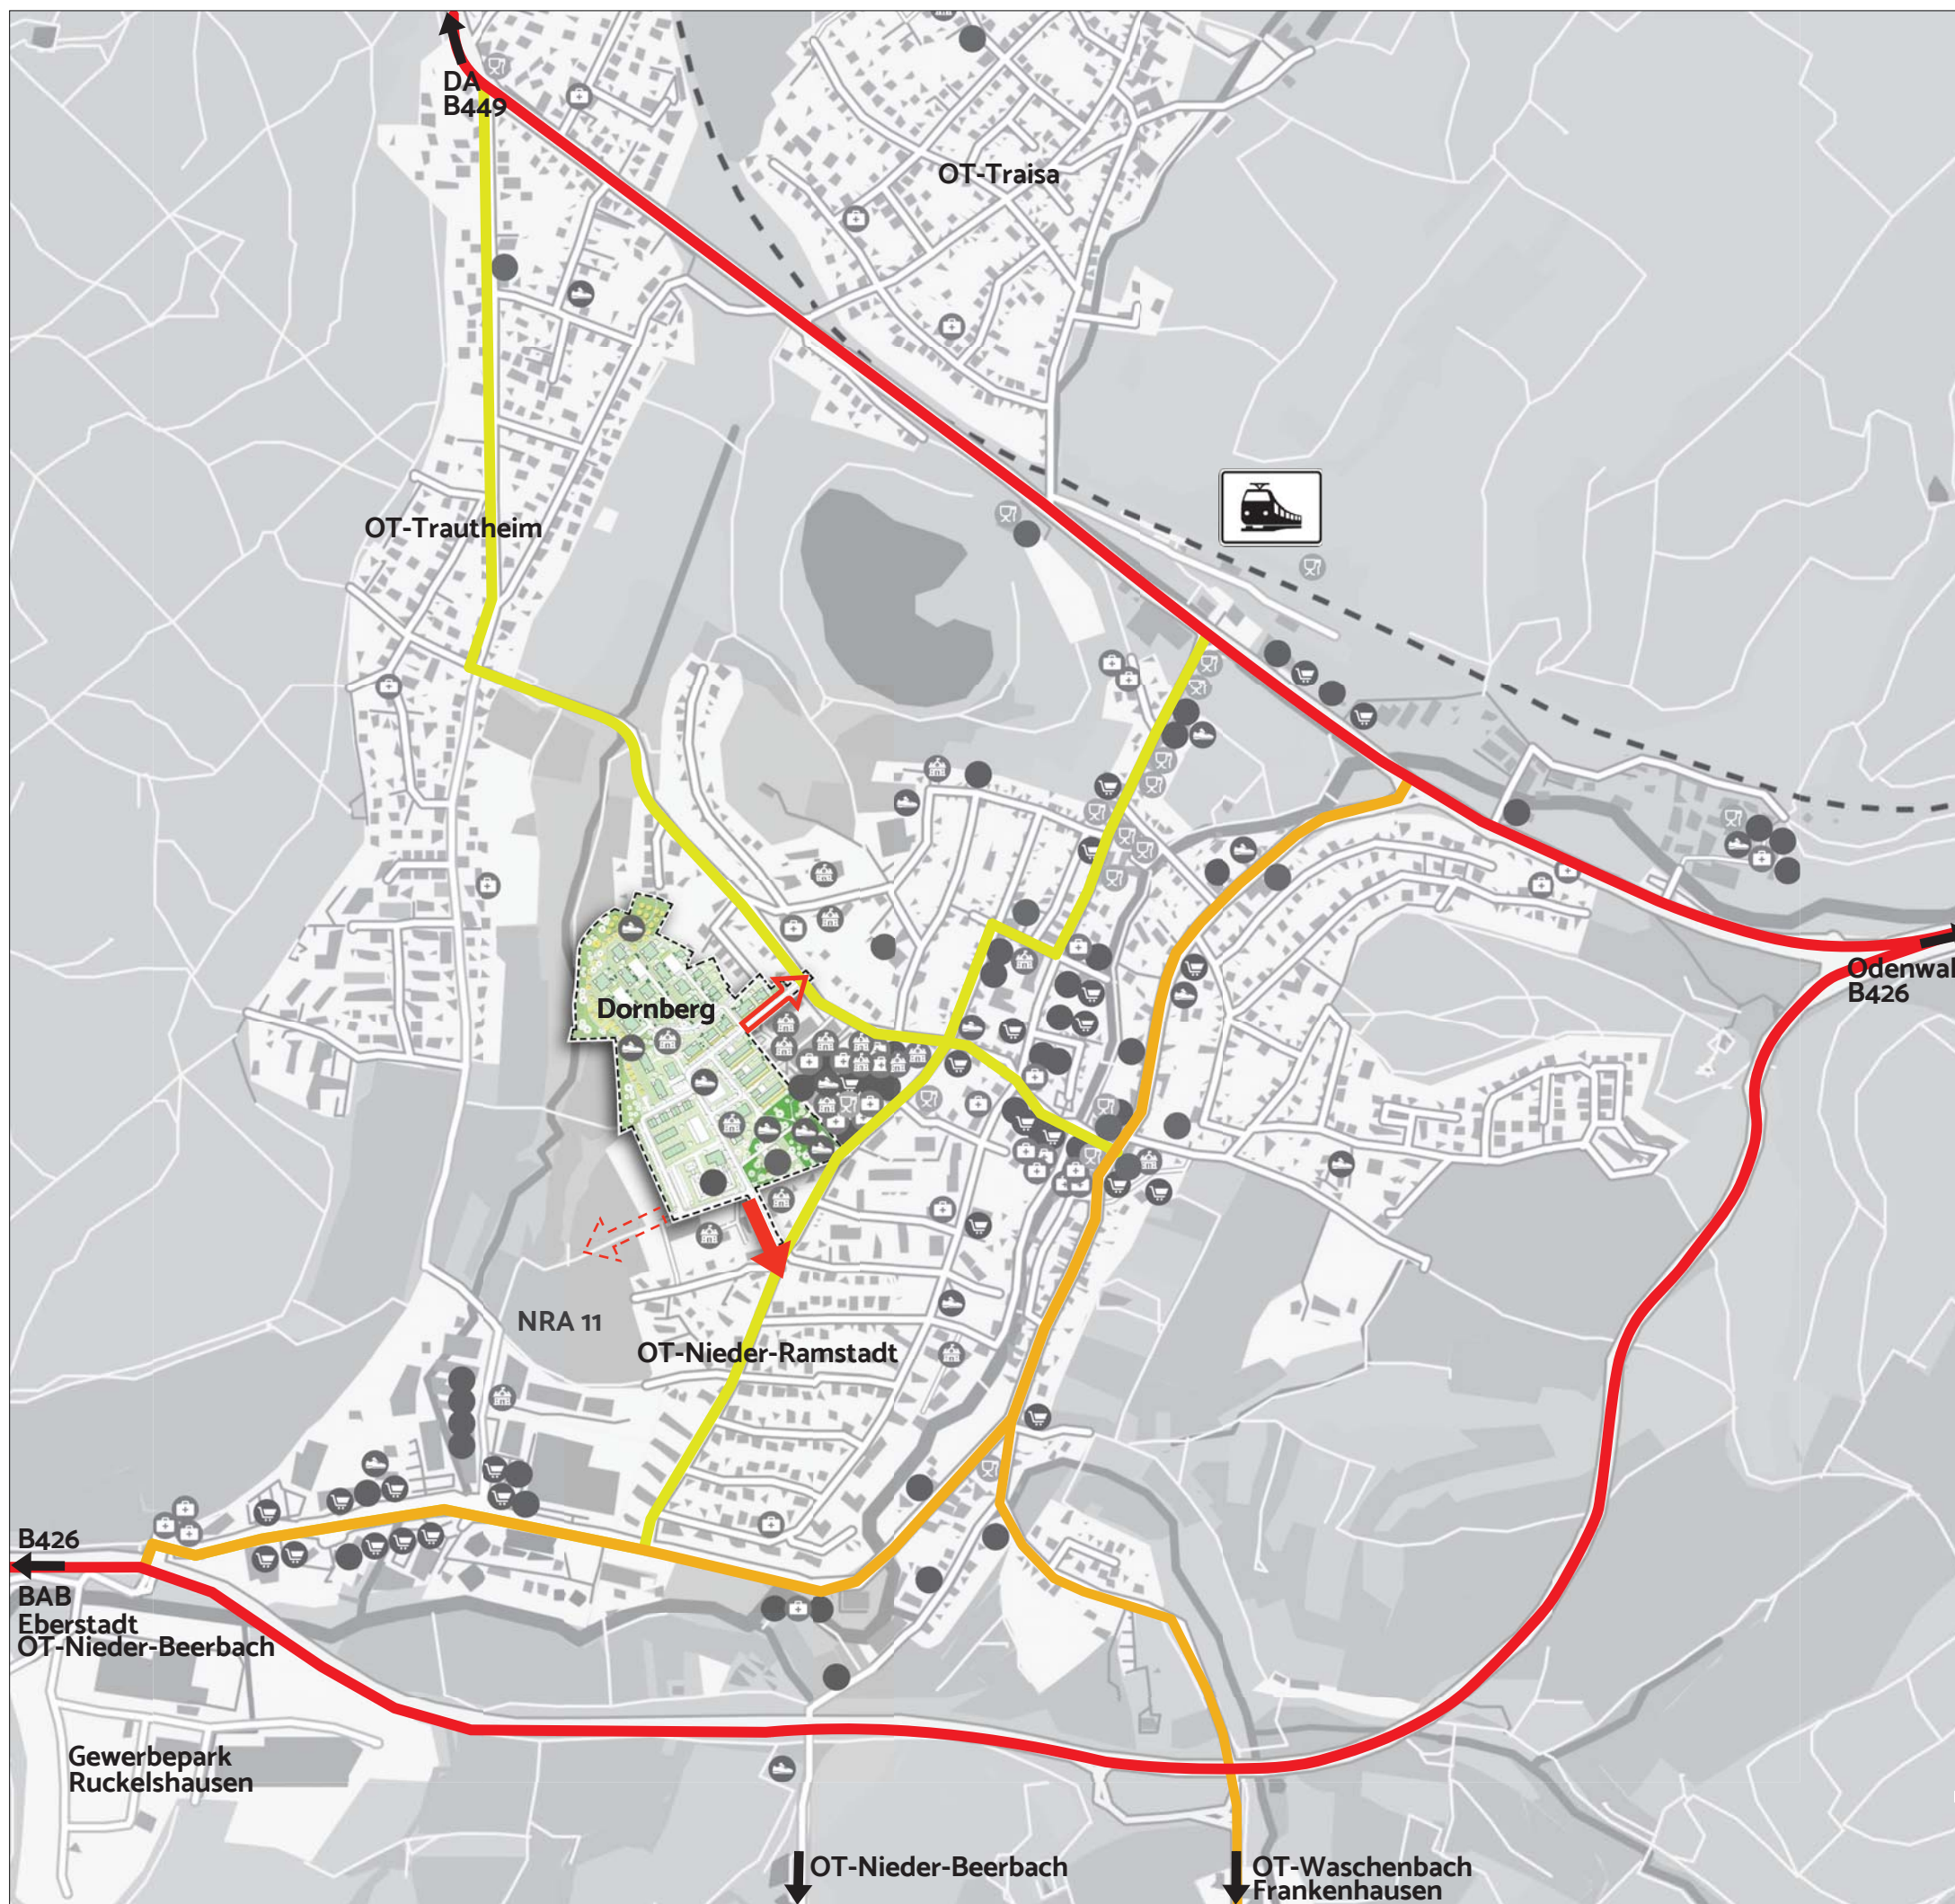 DA
B449
OT-Traisa
OT-Trautheim
Odenwal
B426
Dornberg
NRA 11
OT-Nieder-Ramstadt
B426
BAB
Eberstadt
OT-Nieder-Beerbach
Gewerbepark
Ruckelshausen
OT-Nieder-Beerbach
OT-Waschenbach
Frankenhausen